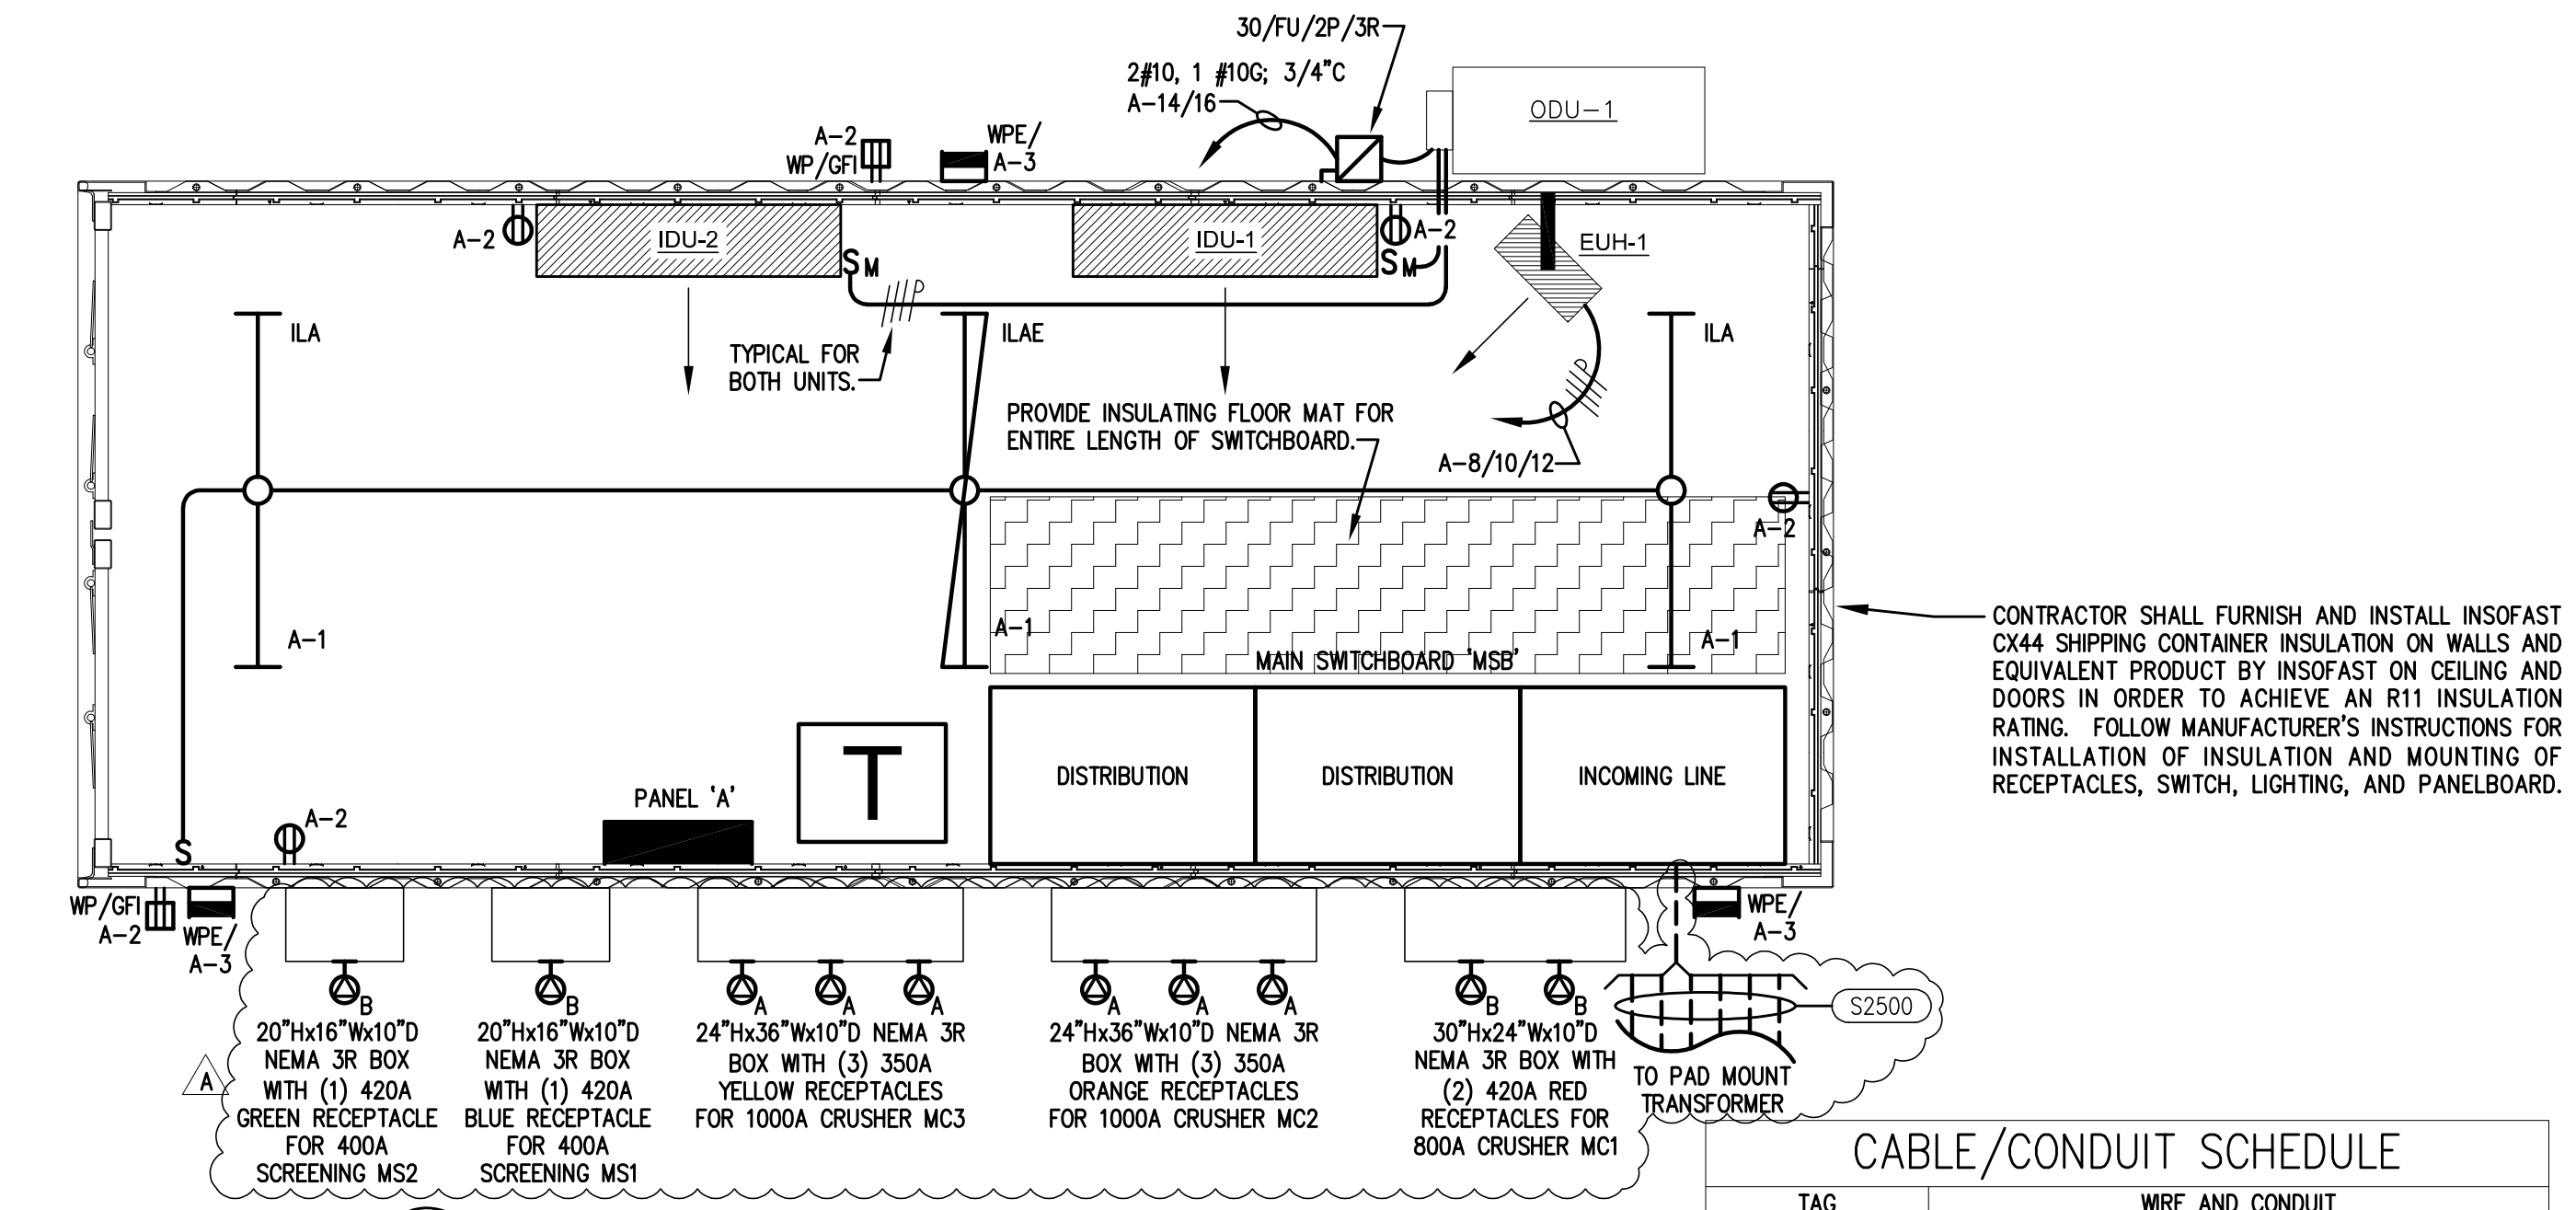 30/FU/2P/3R
2#10, 1 #10G; 3/4"C
A-14/16
ODU-1
A-2
WP/GFI
WPE/
A-3
A-2
IDU-2
SM
IDU-1
A-2
SM
EUH-1
ILA
ILAE
ILA
TYPICAL FOR
BOTH UNITS.
PROVIDE INSULATING FLOOR MAT FOR
ENTIRE LENGTH OF SWITCHBOARD.
A-8/10/12
A-2
A-1
A-1
A-1
MAIN SWITCHBOARD 'MSB'
CONTRACTOR SHALL FURNISH AND INSTALL INSOFAST
CX44 SHIPPING CONTAINER INSULATION ON WALLS AND
EQUIVALENT PRODUCT BY INSOFAST ON CEILING AND
DOORS IN ORDER TO ACHIEVE AN R11 INSULATION
RATING. FOLLOW MANUFACTURER'S INSTRUCTIONS FOR
INSTALLATION OF INSULATION AND MOUNTING OF
RECEPTACLES, SWITCH, LIGHTING, AND PANELBOARD.
PANEL 'A'
T
DISTRIBUTION
DISTRIBUTION
INCOMING LINE
S
A-2
WP/GFI
A-2
WPE/
A-3
WPE/
A-3
B
B
A
A
A
A
A
A
B
B
S2500
A
20"Hx16"Wx10"D
NEMA 3R BOX
WITH (1) 420A
GREEN RECEPTACLE
FOR 400A
SCREENING MS2
20"Hx16"Wx10"D
NEMA 3R BOX
WITH (1) 420A
BLUE RECEPTACLE
FOR 400A
SCREENING MS1
24"Hx36"Wx10"D NEMA 3R
BOX WITH (3) 350A
YELLOW RECEPTACLES
FOR 1000A CRUSHER MC3
24"Hx36"Wx10"D NEMA 3R
BOX WITH (3) 350A
ORANGE RECEPTACLES
FOR 1000A CRUSHER MC2
30"Hx24"Wx10"D
NEMA 3R BOX WITH
(2) 420A RED
RECEPTACLES FOR
800A CRUSHER MC1
TO PAD MOUNT
TRANSFORMER
CABLE/CONDUIT SCHEDULE
TAG
WIRE AND CONDUIT